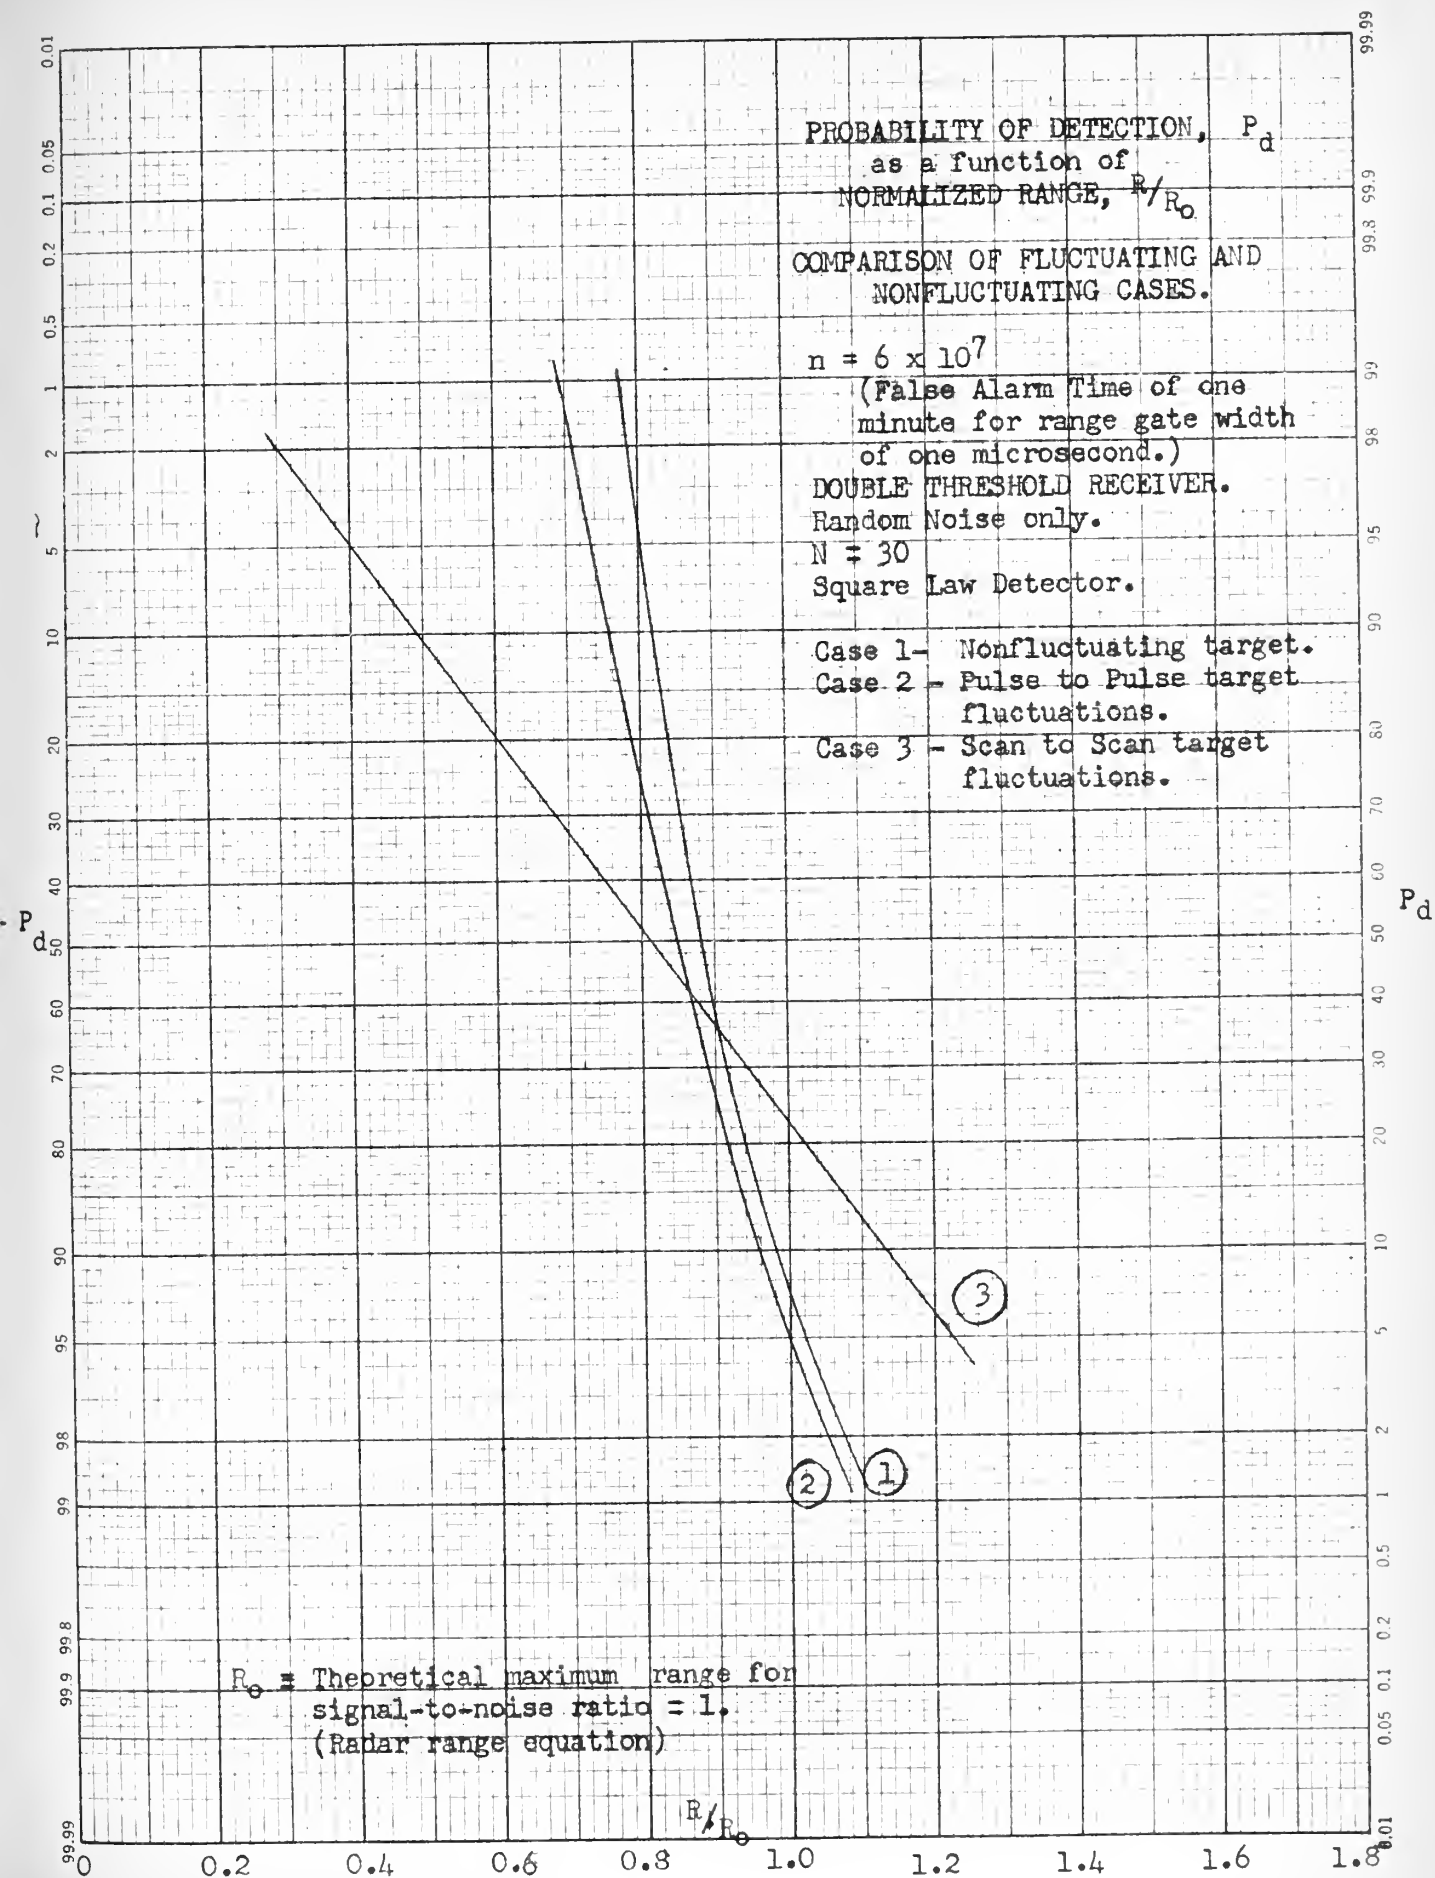 PROBABILITY OF DETECTION, Pd
as a function of
NORMALIZED RANGE, R/Ro
COMPARISON OF FLUCTUATING AND
NONFLUCTUATING CASES.
n = 6 x 10^7
(False Alarm Time of one
minute for range gate width
of one microsecond.)
DOUBLE THRESHOLD RECEIVER.
Random Noise only.
N = 30
Square Law Detector.
Case 1- Nonfluctuating target.
Case 2 - Pulse to Pulse target
fluctuations.
Case 3 - Scan to Scan target
fluctuations.
0.01
0.05
0.1
0.2
0.5
1
2
5
10
20
30
40
50
60
70
80
90
95
98
99
99.8
99.9
99.99
- Pd
99.99
99.9
99.8
99
98
95
90
80
70
60
50
40
30
20
10
5
2
1
0.5
0.2
0.1
0.05
0.01
Pd
3
2
1
Ro = Theoretical maximum range for
signal-to-noise ratio = 1.
(Radar range equation)
R/Ro
0 0.2 0.4 0.6 0.8 1.0 1.2 1.4 1.6 1.8